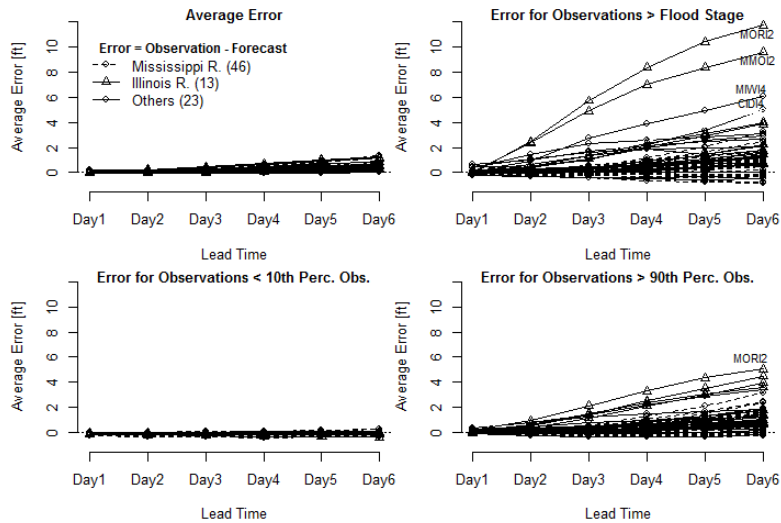 Average Error
Average Error [ft]
0 2 4 6 8 10
Error = Observation - Forecast
Mississippi R. (46)
Illinois R. (13)
Others (23)
Day1 Day2 Day3 Day4 Day5 Day6
Lead Time
Error for Observations > Flood Stage
Average Error [ft]
0 2 4 6 8 10
MORI2
MMOI2
MIWI4
CIDI4
Day1 Day2 Day3 Day4 Day5 Day6
Lead Time
Error for Observations < 10th Perc. Obs.
Average Error [ft]
0 2 4 6 8 10
Day1 Day2 Day3 Day4 Day5 Day6
Lead Time
Error for Observations > 90th Perc. Obs.
Average Error [ft]
0 2 4 6 8 10
MORI2
Day1 Day2 Day3 Day4 Day5 Day6
Lead Time